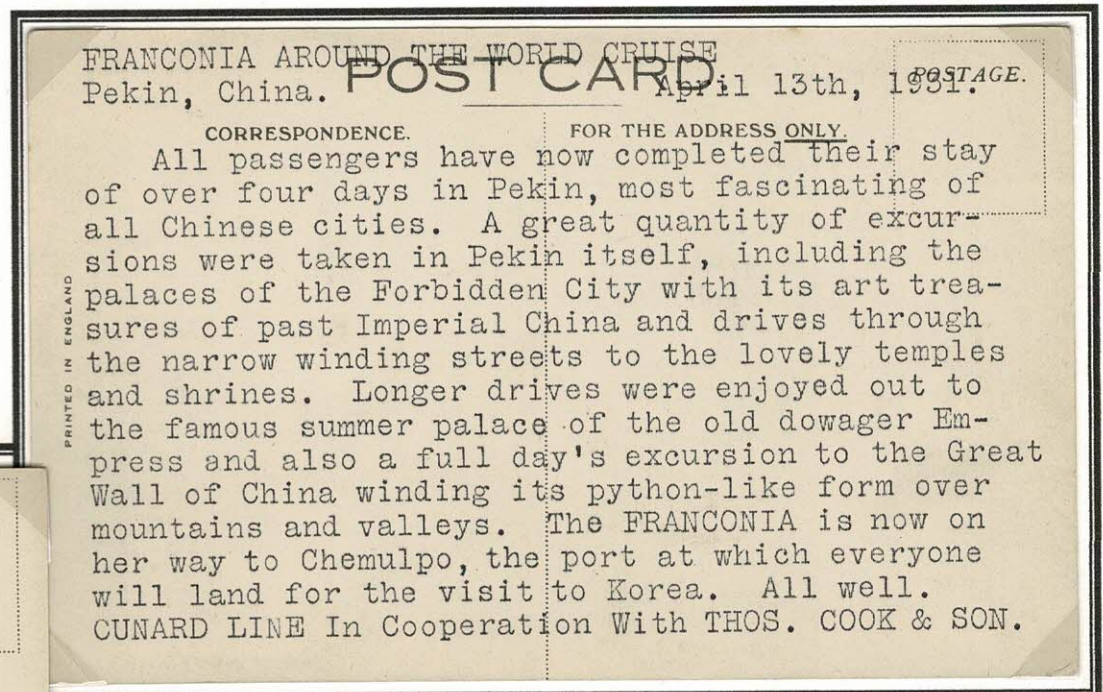 FRANCONIA AROUND THE WORLD CRUISE
POST CARD.
Pekin, China. April 13th, 1931.
POSTAGE.
CORRESPONDENCE. FOR THE ADDRESS ONLY.
All passengers have now completed their stay
of over four days in Pekin, most fascinating of
all Chinese cities. A great quantity of excur-
sions were taken in Pekin itself, including the
palaces of the Forbidden City with its art trea-
sures of past Imperial China and drives through
the narrow winding streets to the lovely temples
and shrines. Longer drives were enjoyed out to
the famous summer palace of the old dowager Em-
press and also a full day's excursion to the Great
Wall of China winding its python-like form over
mountains and valleys. The FRANCONIA is now on
her way to Chemulpo, the port at which everyone
will land for the visit to Korea. All well.
CUNARD LINE In Cooperation With THOS. COOK & SON.
PRINTED IN ENGLAND